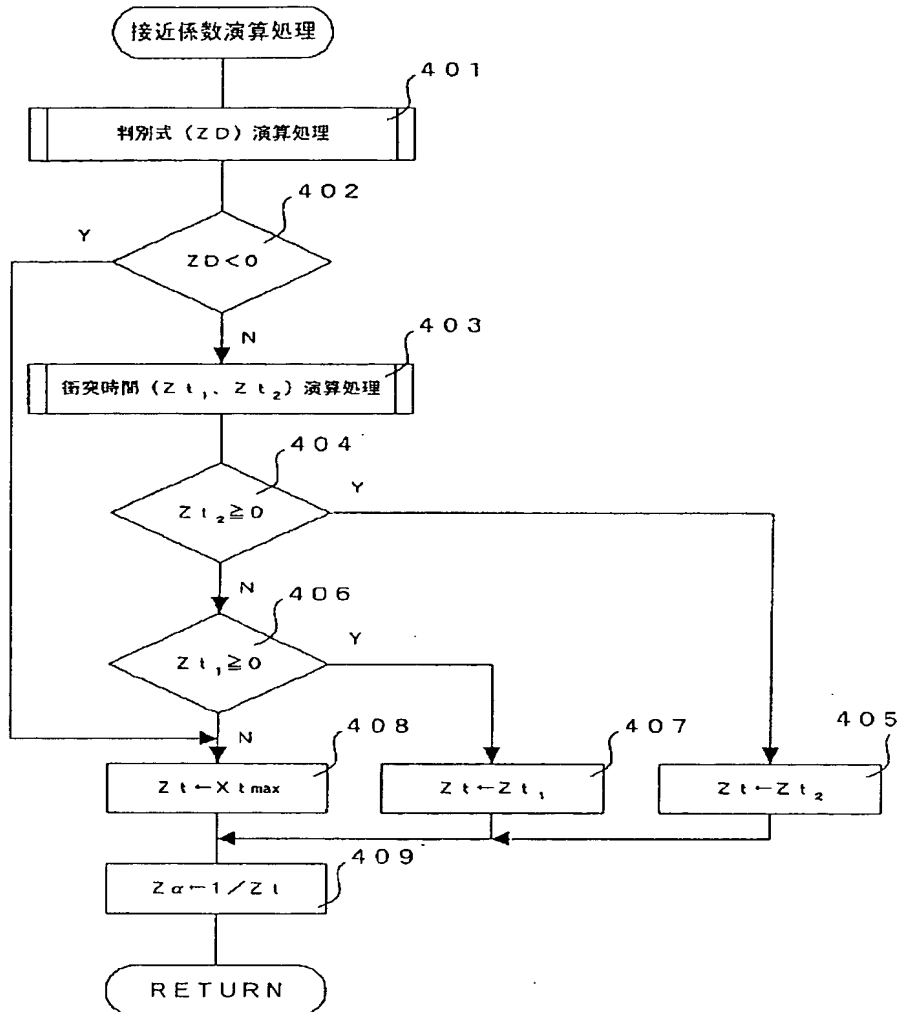 接近係数演算処理
401
判別式（ZD）演算処理
402
Y
ZD<0
N
403
衝突時間（Zt₁、Zt₂）演算処理
404
Y
Zt₂≧0
N
406
Y
Zt₁≧0
N
408
407
405
Zt←Xtmax
Zt←Zt₁
Zt←Zt₂
409
Zα←1／Zt
RETURN